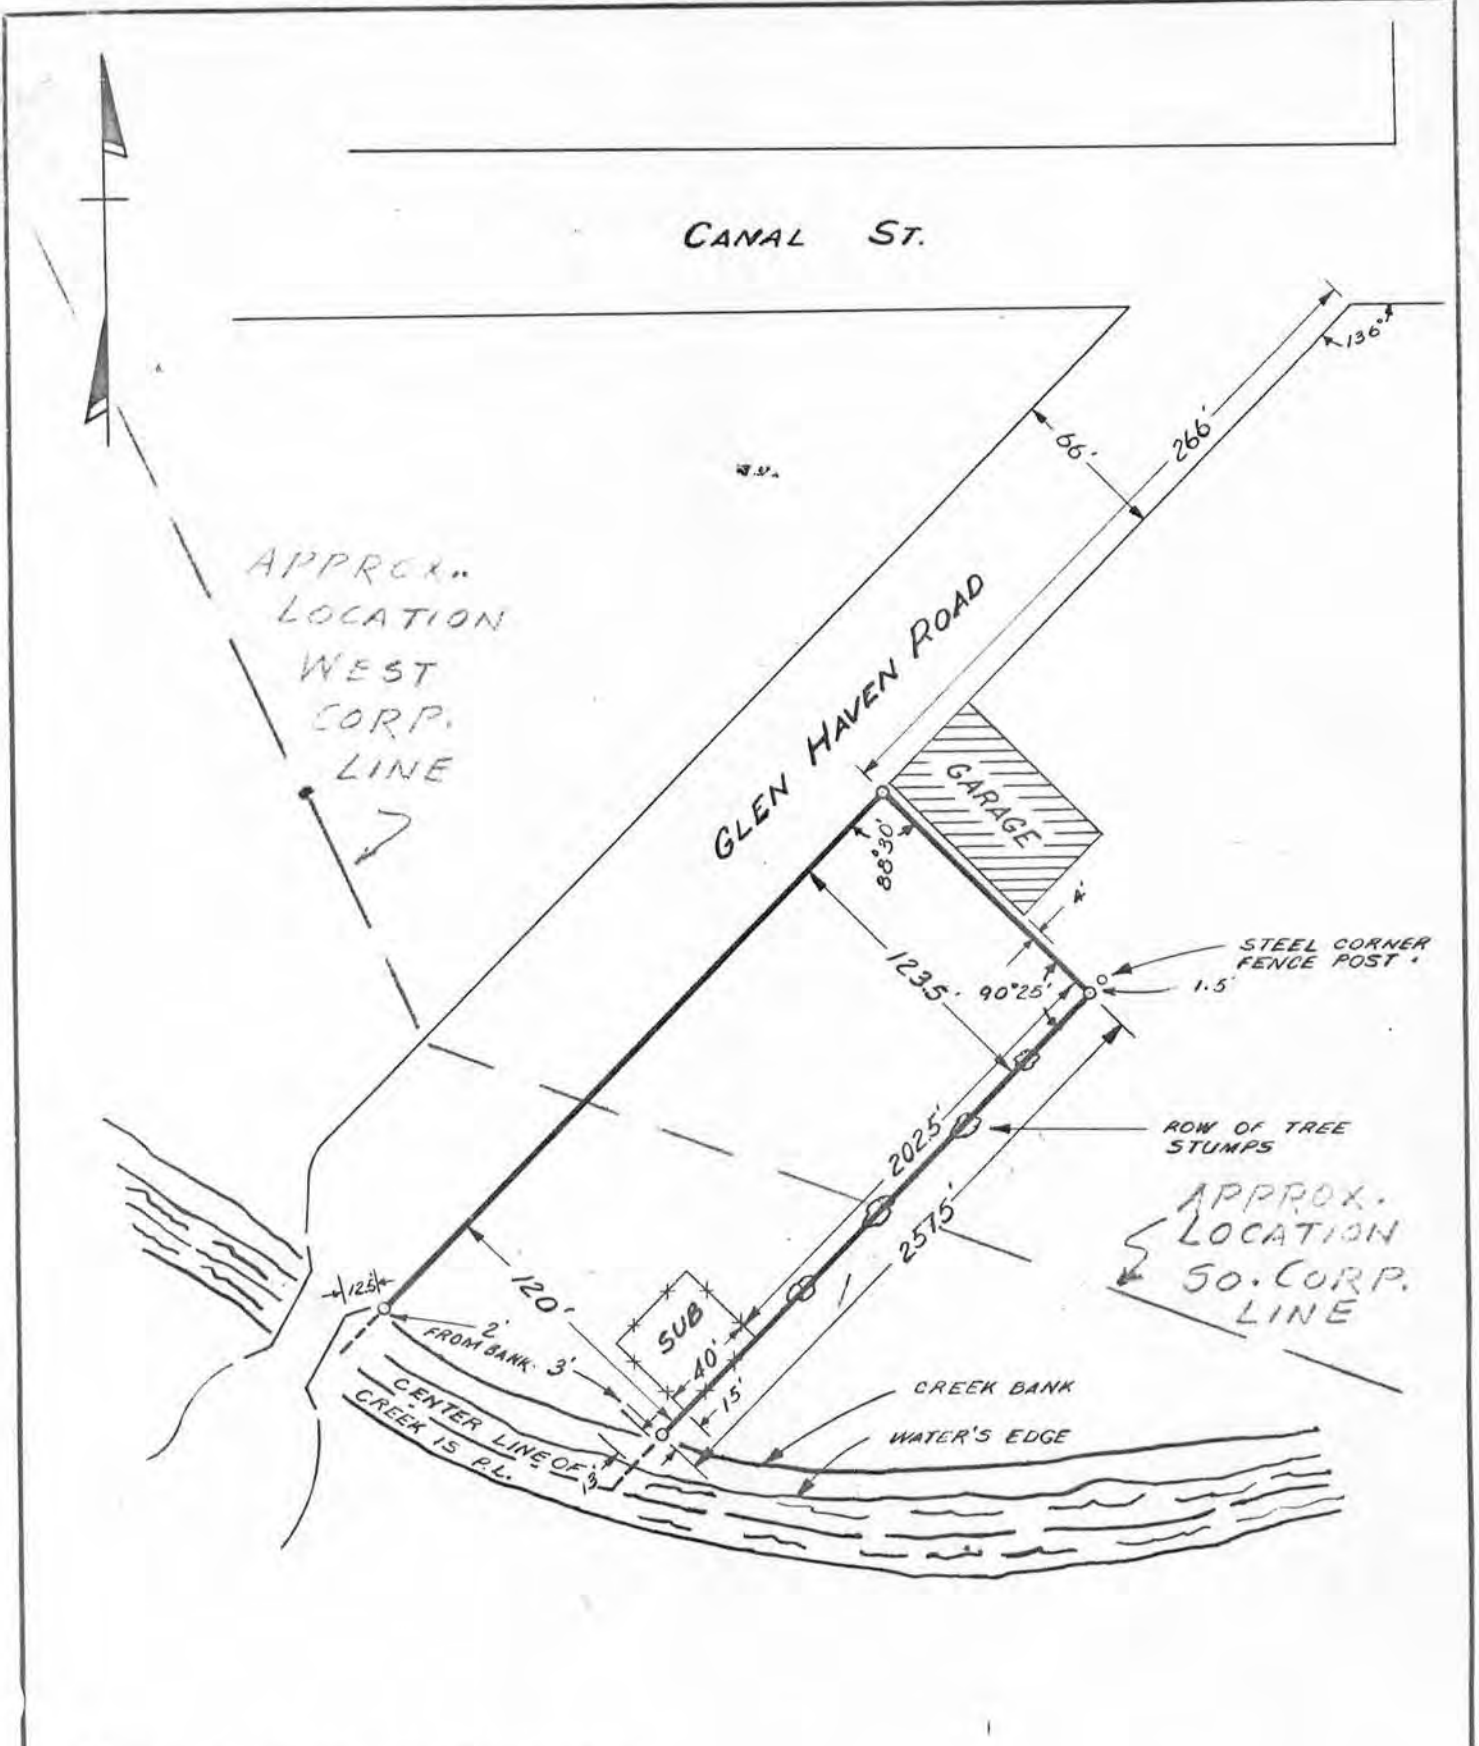 CANAL ST.
136°
266'
66'
APPROX.
LOCATION
WEST
CORP.
LINE
GLEN HAVEN ROAD
GARAGE
88°30'
4'
STEEL CORNER
FENCE POST.
1.5'
123.5'
90°25'
202.5'
257.5'
ROW OF TREE
STUMPS
APPROX.
LOCATION
SO. CORP.
LINE
12.5'
120'
2'
FROM BANK.
3'
SUB
40'
15'
CREEK BANK
WATER'S EDGE
CENTER LINE OF
CREEK IS
P.L.
13'